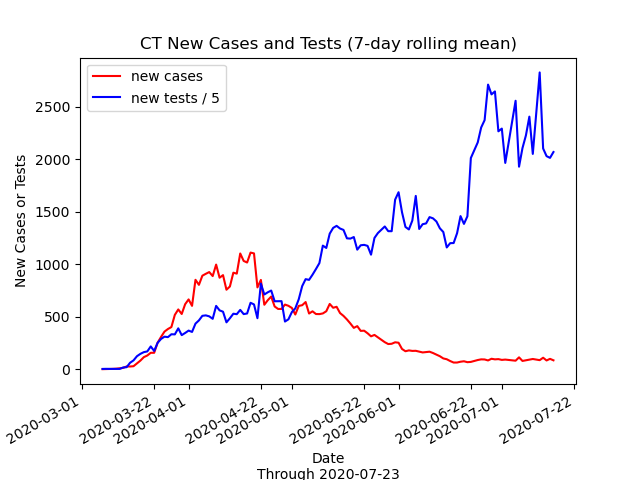 CT New Cases and Tests (7-day rolling mean)
new cases
new tests / 5
New Cases or Tests
2500
2000
1500
1000
500
0
2020-03-01
2020-03-22
2020-04-01
2020-04-22
2020-05-01
2020-05-22
2020-06-01
2020-06-22
2020-07-01
2020-07-22
Date
Through 2020-07-23